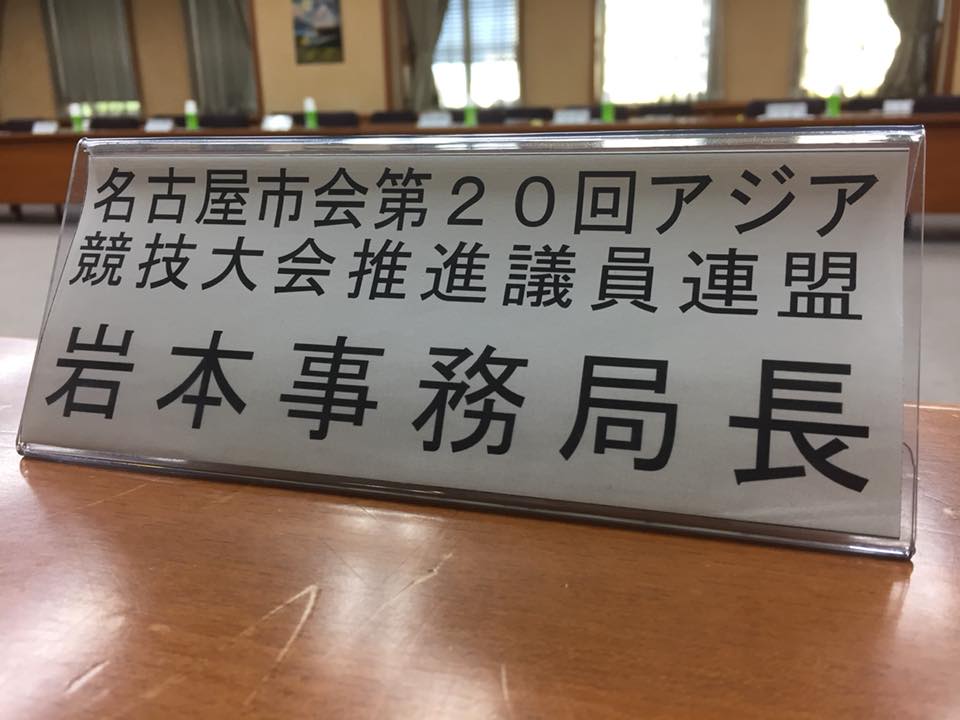 名古屋市会第２０回アジア
競技大会推進議員連盟
岩本事務局長